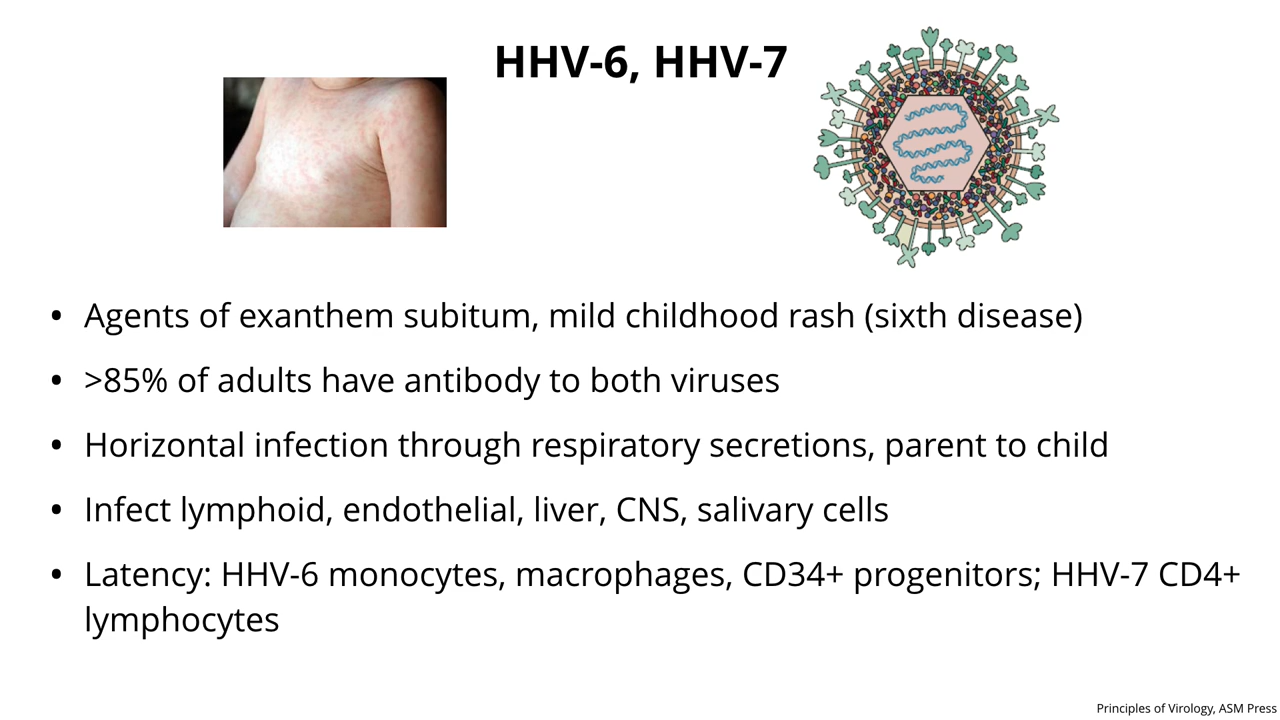 HHV-6, HHV-7
• Agents of exanthem subitum, mild childhood rash (sixth disease)
• >85% of adults have antibody to both viruses
• Horizontal infection through respiratory secretions, parent to child
• Infect lymphoid, endothelial, liver, CNS, salivary cells
• Latency: HHV-6 monocytes, macrophages, CD34+ progenitors; HHV-7 CD4+
lymphocytes
Principles of Virology, ASM Press